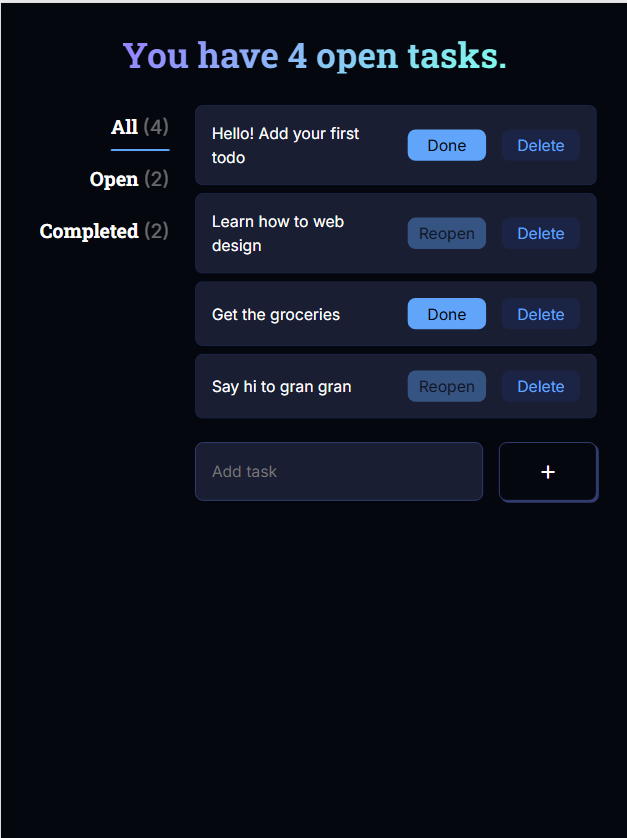 You have 4 open tasks.
All (4)
Open (2)
Completed (2)
Hello! Add your first
todo
Done
Delete
Learn how to web
design
Reopen
Delete
Get the groceries
Done
Delete
Say hi to gran gran
Reopen
Delete
Add task
+